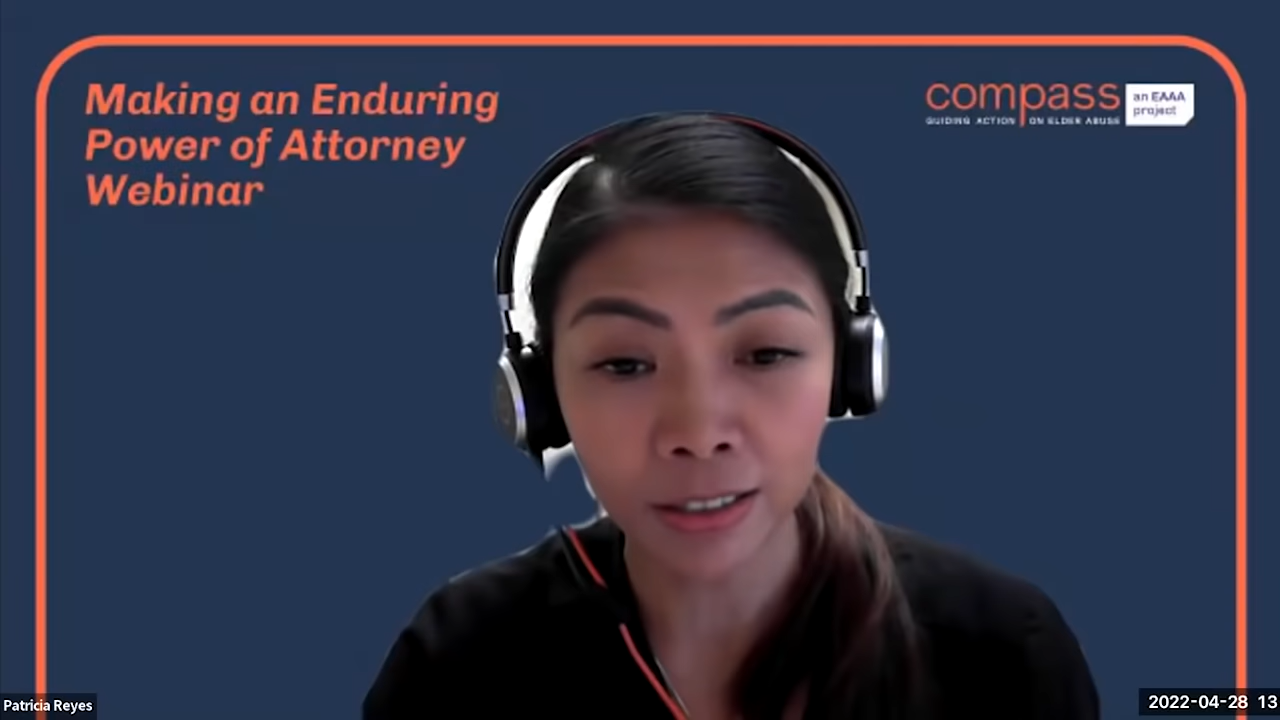 Making an Enduring
Power of Attorney
Webinar
compass
GUIDING ACTION ON ELDER ABUSE
an EAAA
project
Patricia Reyes
2022-04-28 13